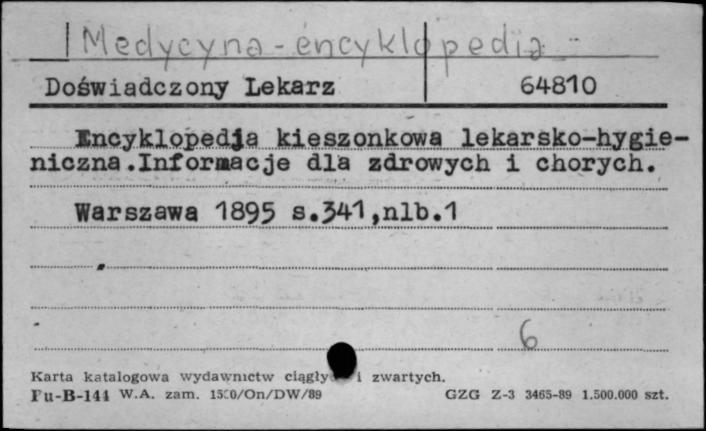 Medycyna - encyklopedia
Doświadczony Lekarz 64810
Encyklopedja kieszonkowa lekarsko-hygie-
niczna.Informacje dla zdrowych i chorych.
Warszawa 1895 s.341,nlb.1
6
Karta katalogowa wydawnictw ciągły i zwartych.
Pu-B-144 W.A. zam. 1500/On/DW/89 GZG Z-3 3465-89 1.500.000 szt.